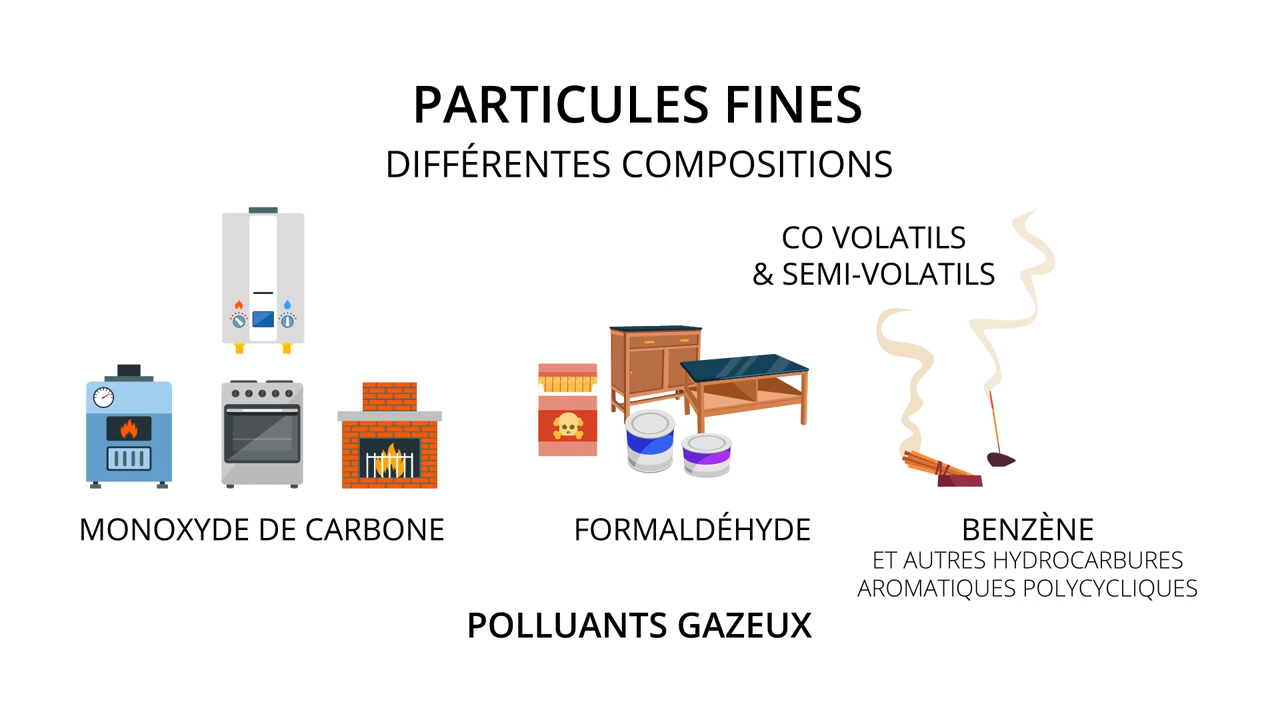 PARTICULES FINES
DIFFÉRENTES COMPOSITIONS
CO VOLATILS
& SEMI-VOLATILS
MONOXYDE DE CARBONE
FORMALDÉHYDE
BENZÈNE
ET AUTRES HYDROCARBURES
AROMATIQUES POLYCYCLIQUES
POLLUANTS GAZEUX